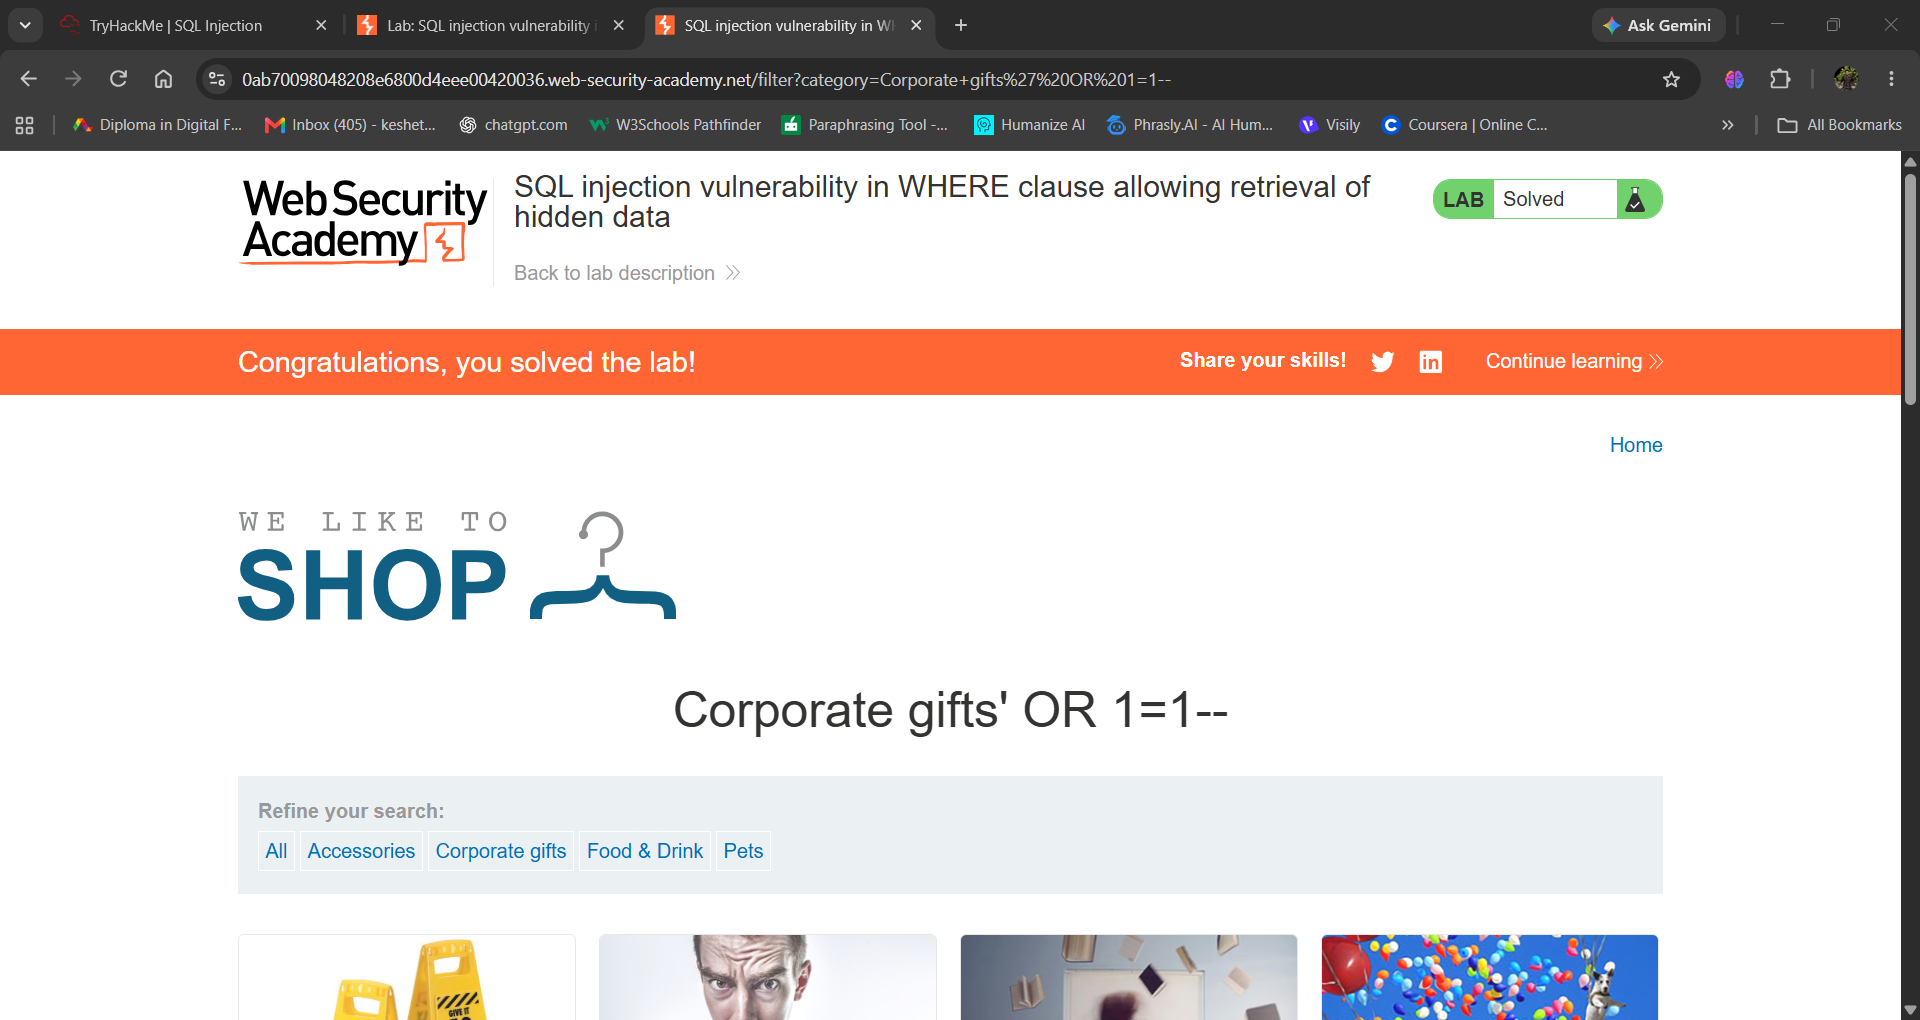 TryHackMe | SQL Injection
Lab: SQL injection vulnerability i
SQL injection vulnerability in WH
Ask Gemini
0ab70098048208e6800d4eee00420036.web-security-academy.net/filter?category=Corporate+gifts%27%20OR%201=1--
Diploma in Digital F...
Inbox (405) - keshet...
chatgpt.com
W3Schools Pathfinder
Paraphrasing Tool -...
Humanize AI
Phrasly.AI - AI Hum...
Visily
Coursera | Online C...
All Bookmarks
Web Security
Academy
SQL injection vulnerability in WHERE clause allowing retrieval of
hidden data
LAB Solved
Back to lab description
Congratulations, you solved the lab!
Share your skills!
Continue learning
Home
WE LIKE TO
SHOP
Corporate gifts' OR 1=1--
Refine your search:
All Accessories Corporate gifts Food & Drink Pets
GIVE IT